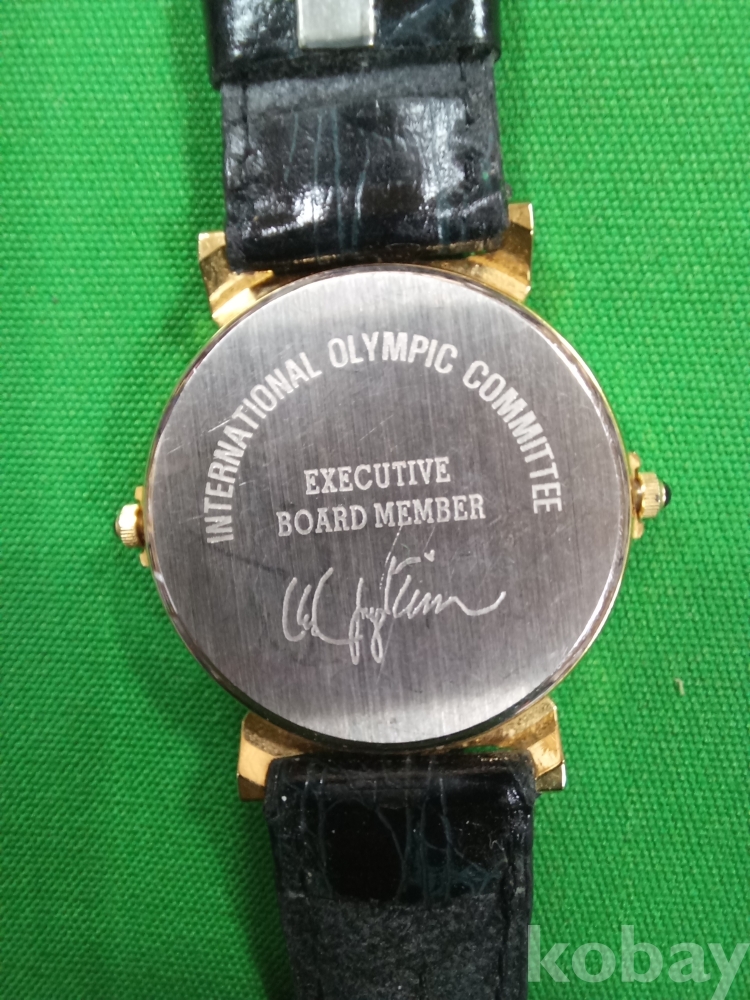 INTERNATIONAL OLYMPIC COMMITTEE
EXECUTIVE
BOARD MEMBER
kobay